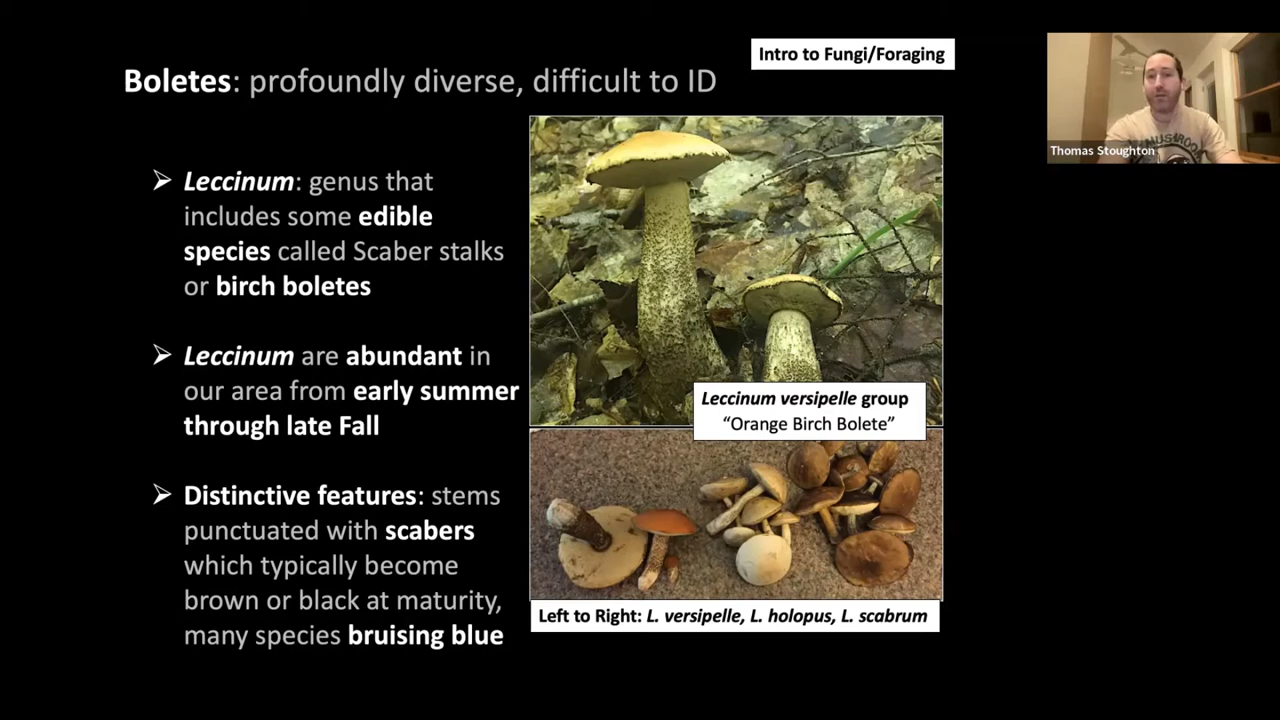 Intro to Fungi/Foraging
Boletes: profoundly diverse, difficult to ID
Thomas Stoughton
➢ Leccinum: genus that
includes some edible
species called Scaber stalks
or birch boletes
➢ Leccinum are abundant in
our area from early summer
through late Fall
➢ Distinctive features: stems
punctuated with scabers
which typically become
brown or black at maturity,
many species bruising blue
Leccinum versipelle group
“Orange Birch Bolete”
Left to Right: L. versipelle, L. holopus, L. scabrum